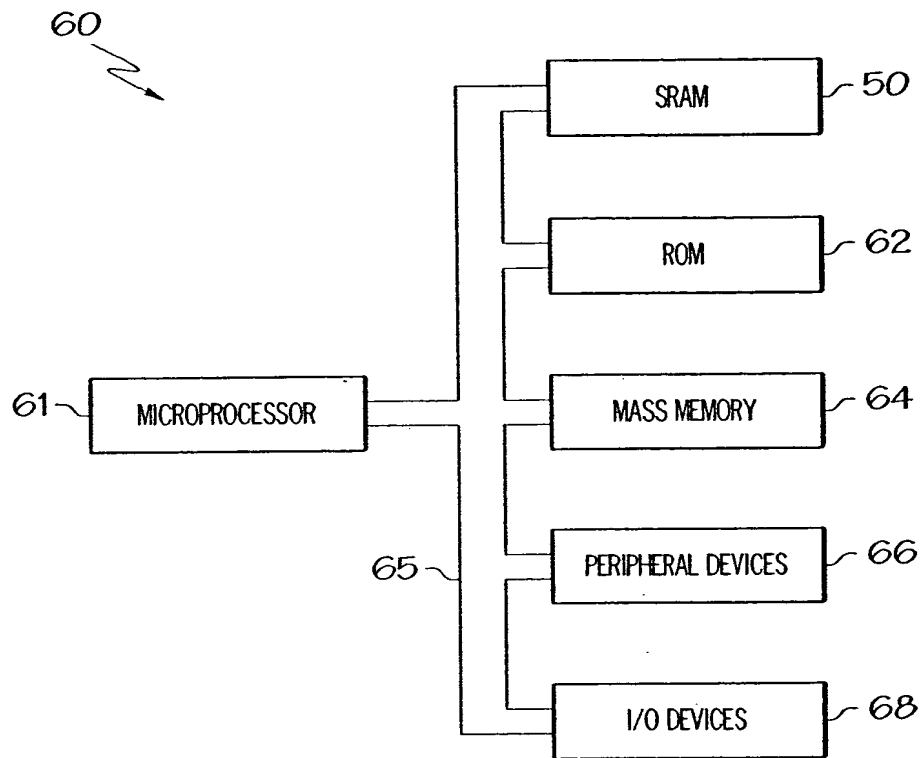 60
SRAM 50
ROM 62
61 MICROPROCESSOR
MASS MEMORY 64
65
PERIPHERAL DEVICES 66
I/O DEVICES 68